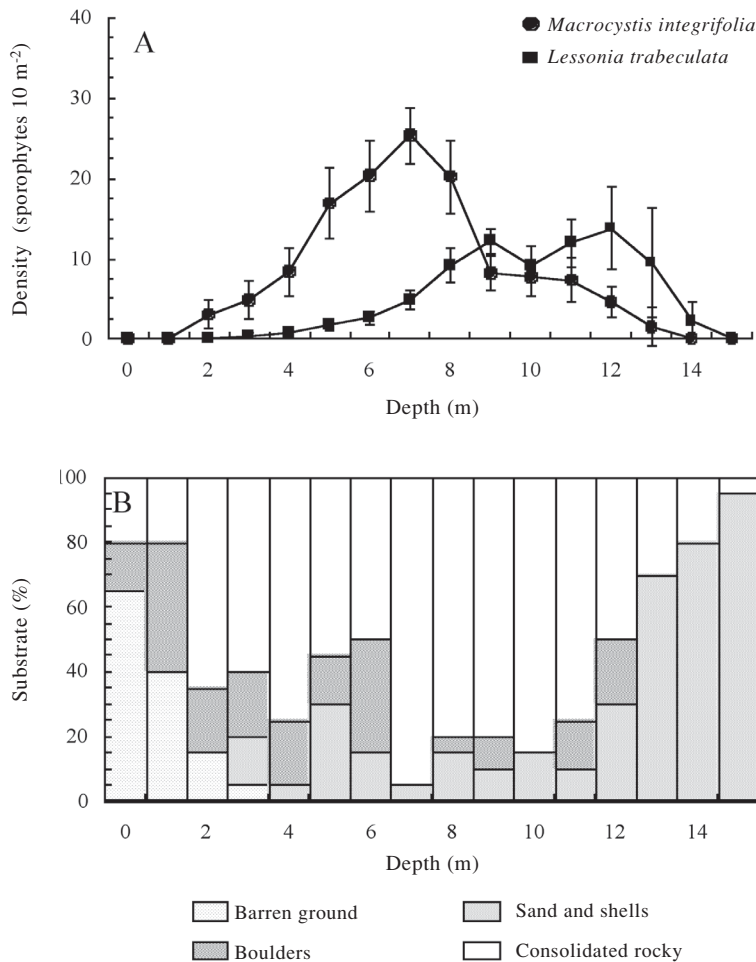 A
Macrocystis integrifolia
Lessonia trabeculata
Density (sporophytes 10 m-2)
40
30
20
10
0
0 2 4 6 8 10 12 14
Depth (m)
B
Substrate (%)
100
80
60
40
20
0
0 2 4 6 8 10 12 14
Depth (m)
Barren ground
Sand and shells
Boulders
Consolidated rocky